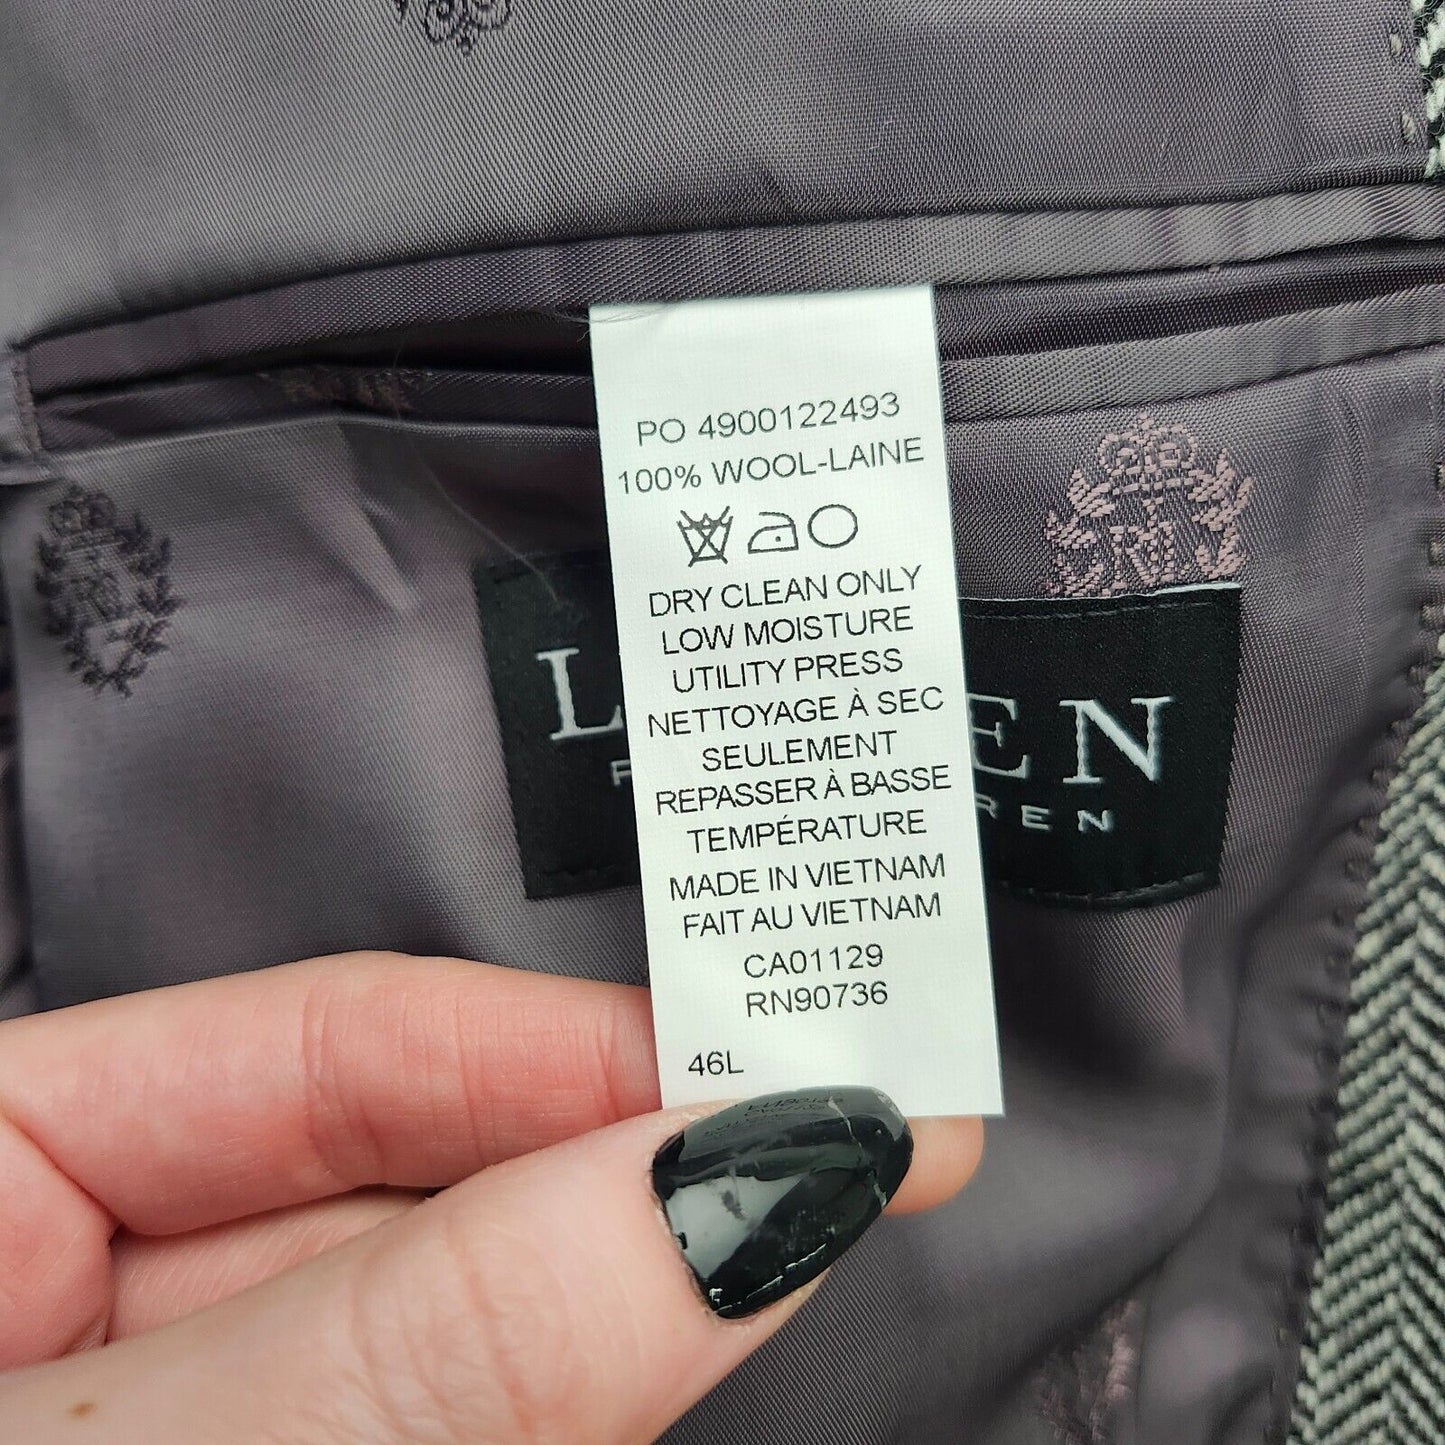 PO 4900122493
100% WOOL-LAINE
DRY CLEAN ONLY
LOW MOISTURE
UTILITY PRESS
NETTOYAGE À SEC
SEULEMENT
REPASSER À BASSE
TEMPÉRATURE
MADE IN VIETNAM
FAIT AU VIETNAM
CA01129
RN90736
46L